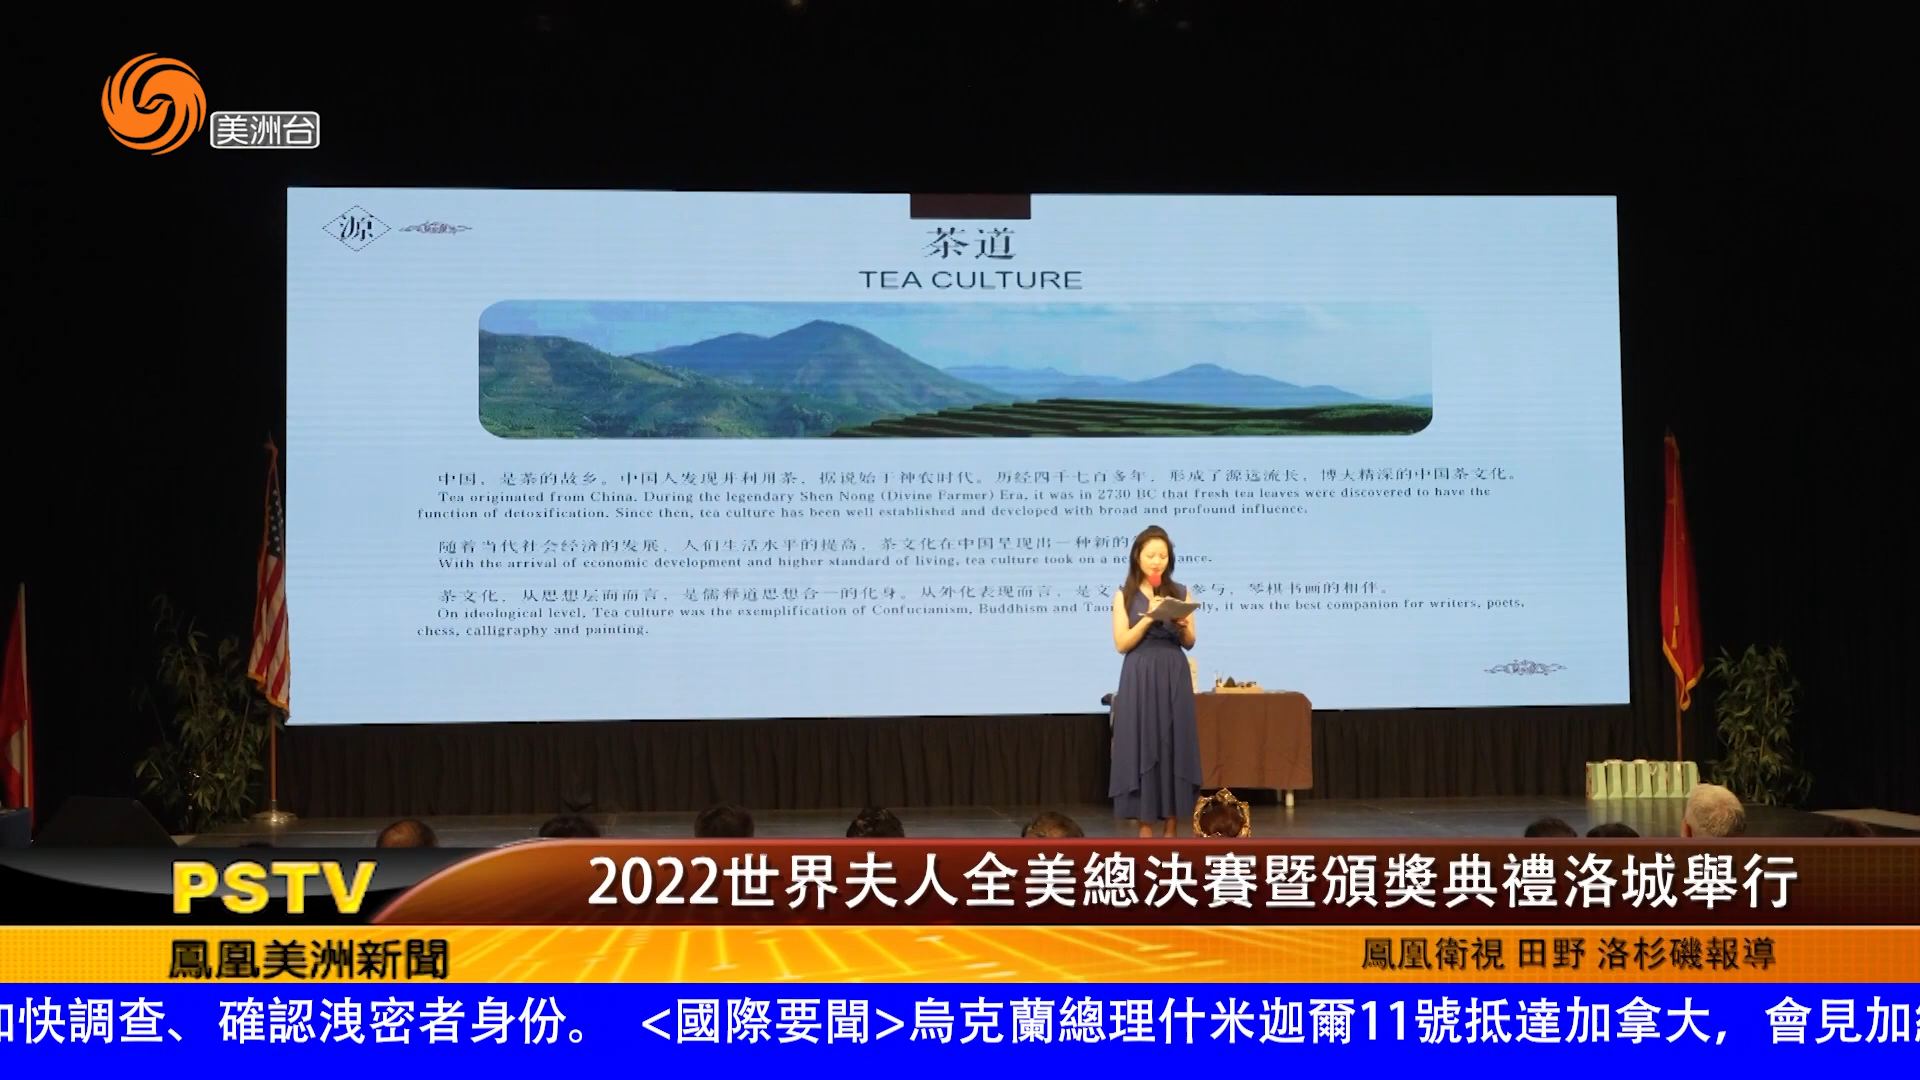 美洲台
源
茶道
TEA CULTURE
中国，是茶的故乡。中国人发现并利用茶，据说始于神农时代。历经四千七百多年，形成了源远流长，博大精深的中国茶文化。
Tea originated from China. During the legendary Shen Nong (Divine Farmer) Era, it was in 2730 BC that fresh tea leaves were discovered to have the
function of detoxification. Since then, tea culture has been well established and developed with broad and profound influence.
随着当代社会经济的发展，人们生活水平的提高，茶文化在中国呈现出一种新的
With the arrival of economic development and higher standard of living, tea culture took on a
茶文化，从思想层面而言，是儒释道思想合一的化身。从外化表现而言，是文 参与，琴棋书画的相伴。
On ideological level, Tea culture was the exemplification of Confucianism, Buddhism and it was the best companion for writers, poets,
chess, calligraphy and painting.
PSTV
2022世界夫人全美總決賽暨頒獎典禮洛城舉行
鳳凰美洲新聞
鳳凰衛視 田野 洛杉磯報導
加快調查、確認洩密者身份。 <國際要聞>烏克蘭總理什米迦爾11號抵達加拿大，會見加